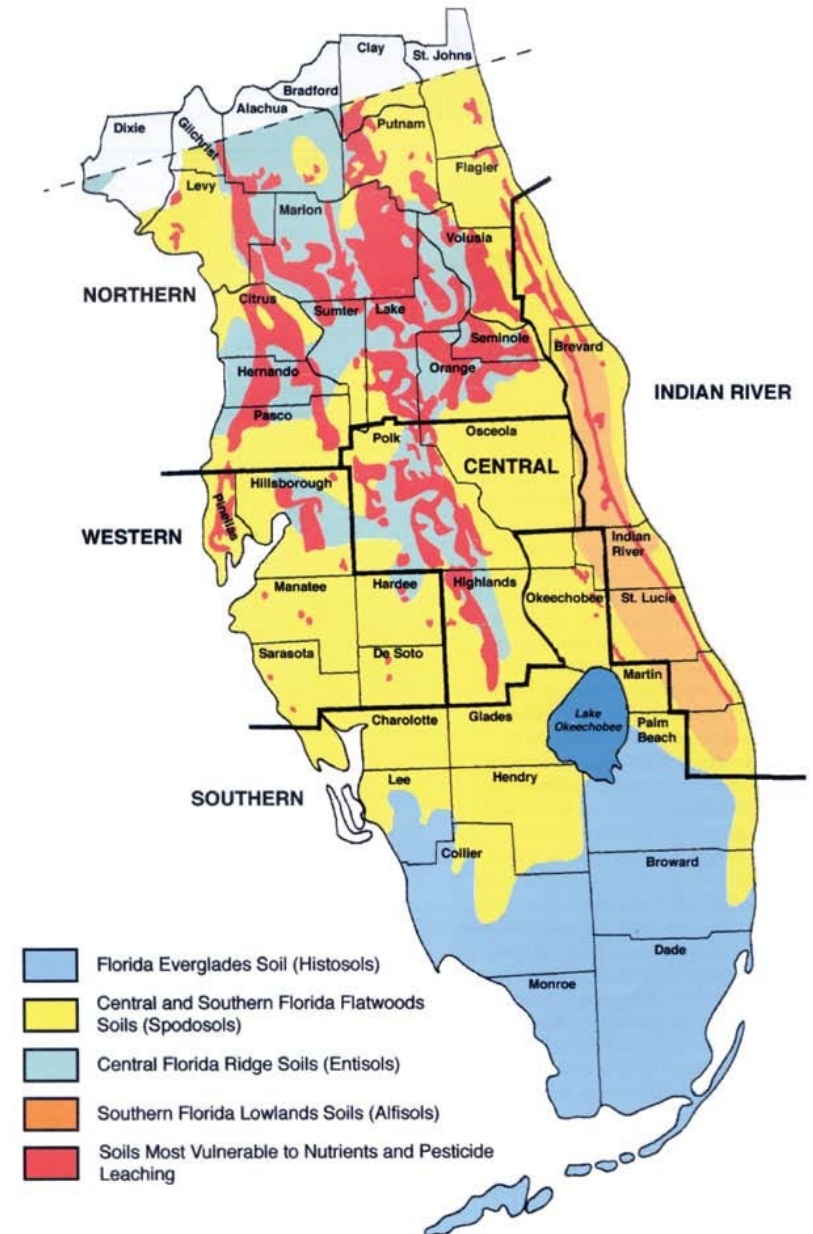 Clay
St. Johns
Bradford
Alachua
Dixie
Gilchrist
Putnam
Flagler
Levy
Marion
Volusia
NORTHERN
Citrus
Sumter
Lake
Seminole
Brevard
Hernando
Orange
INDIAN RIVER
Pasco
Polk
Osceola
CENTRAL
Hillsborough
Pinellas
WESTERN
Indian
River
Manatee
Hardee
Highlands
Okeechobee
St. Lucie
Sarasota
De Soto
Martin
Charolotte
Glades
Lake
Okeechobee
Palm
Beach
Lee
Hendry
SOUTHERN
Collier
Broward
Dade
Monroe
Florida Everglades Soil (Histosols)
Central and Southern Florida Flatwoods
Soils (Spodosols)
Central Florida Ridge Soils (Entisols)
Southern Florida Lowlands Soils (Alfisols)
Soils Most Vulnerable to Nutrients and Pesticide
Leaching